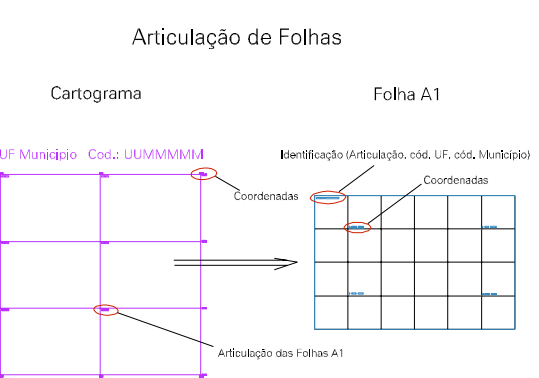 Articulação de Folhas
Cartograma
Folha A1
UF Município Cod.: UUMMMMM
Identificação (Articulação, cód. UF, cód. Município)
Coordenadas
Coordenadas
Articulação das Folhas A1